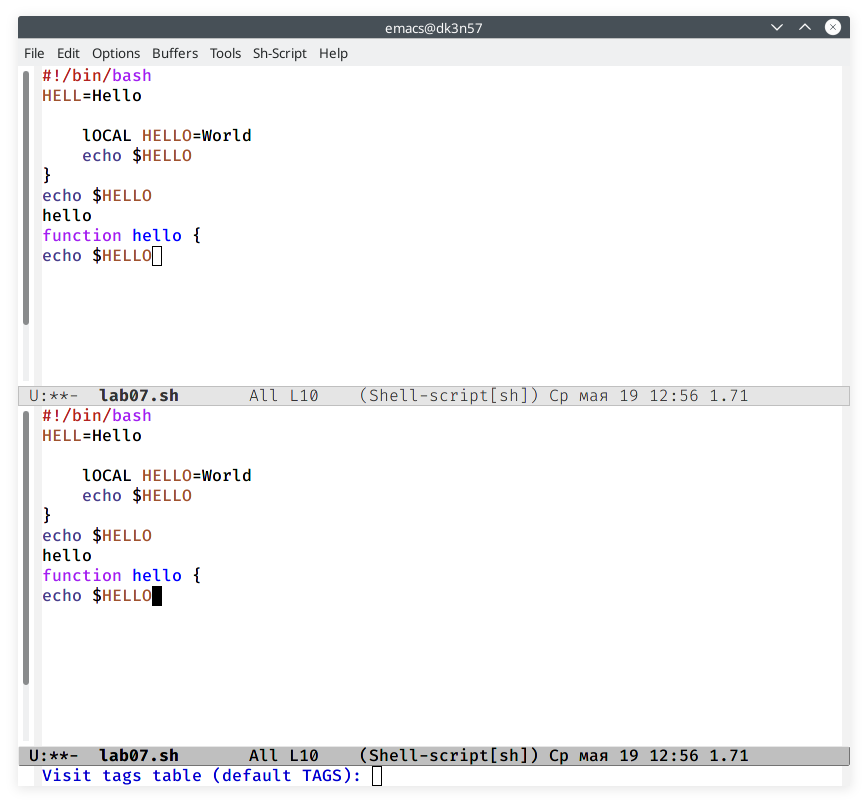 emacs@dk3n57
File Edit Options Buffers Tools Sh-Script Help
#!/bin/bash
HELL=Hello
lOCAL HELLO=World
echo $HELLO
}
echo $HELLO
hello
function hello {
echo $HELLO
U:**- lab07.sh All L10 (Shell-script[sh]) Ср мая 19 12:56 1.71
#!/bin/bash
HELL=Hello
lOCAL HELLO=World
echo $HELLO
}
echo $HELLO
hello
function hello {
echo $HELLO
U:**- lab07.sh All L10 (Shell-script[sh]) Ср мая 19 12:56 1.71
Visit tags table (default TAGS):